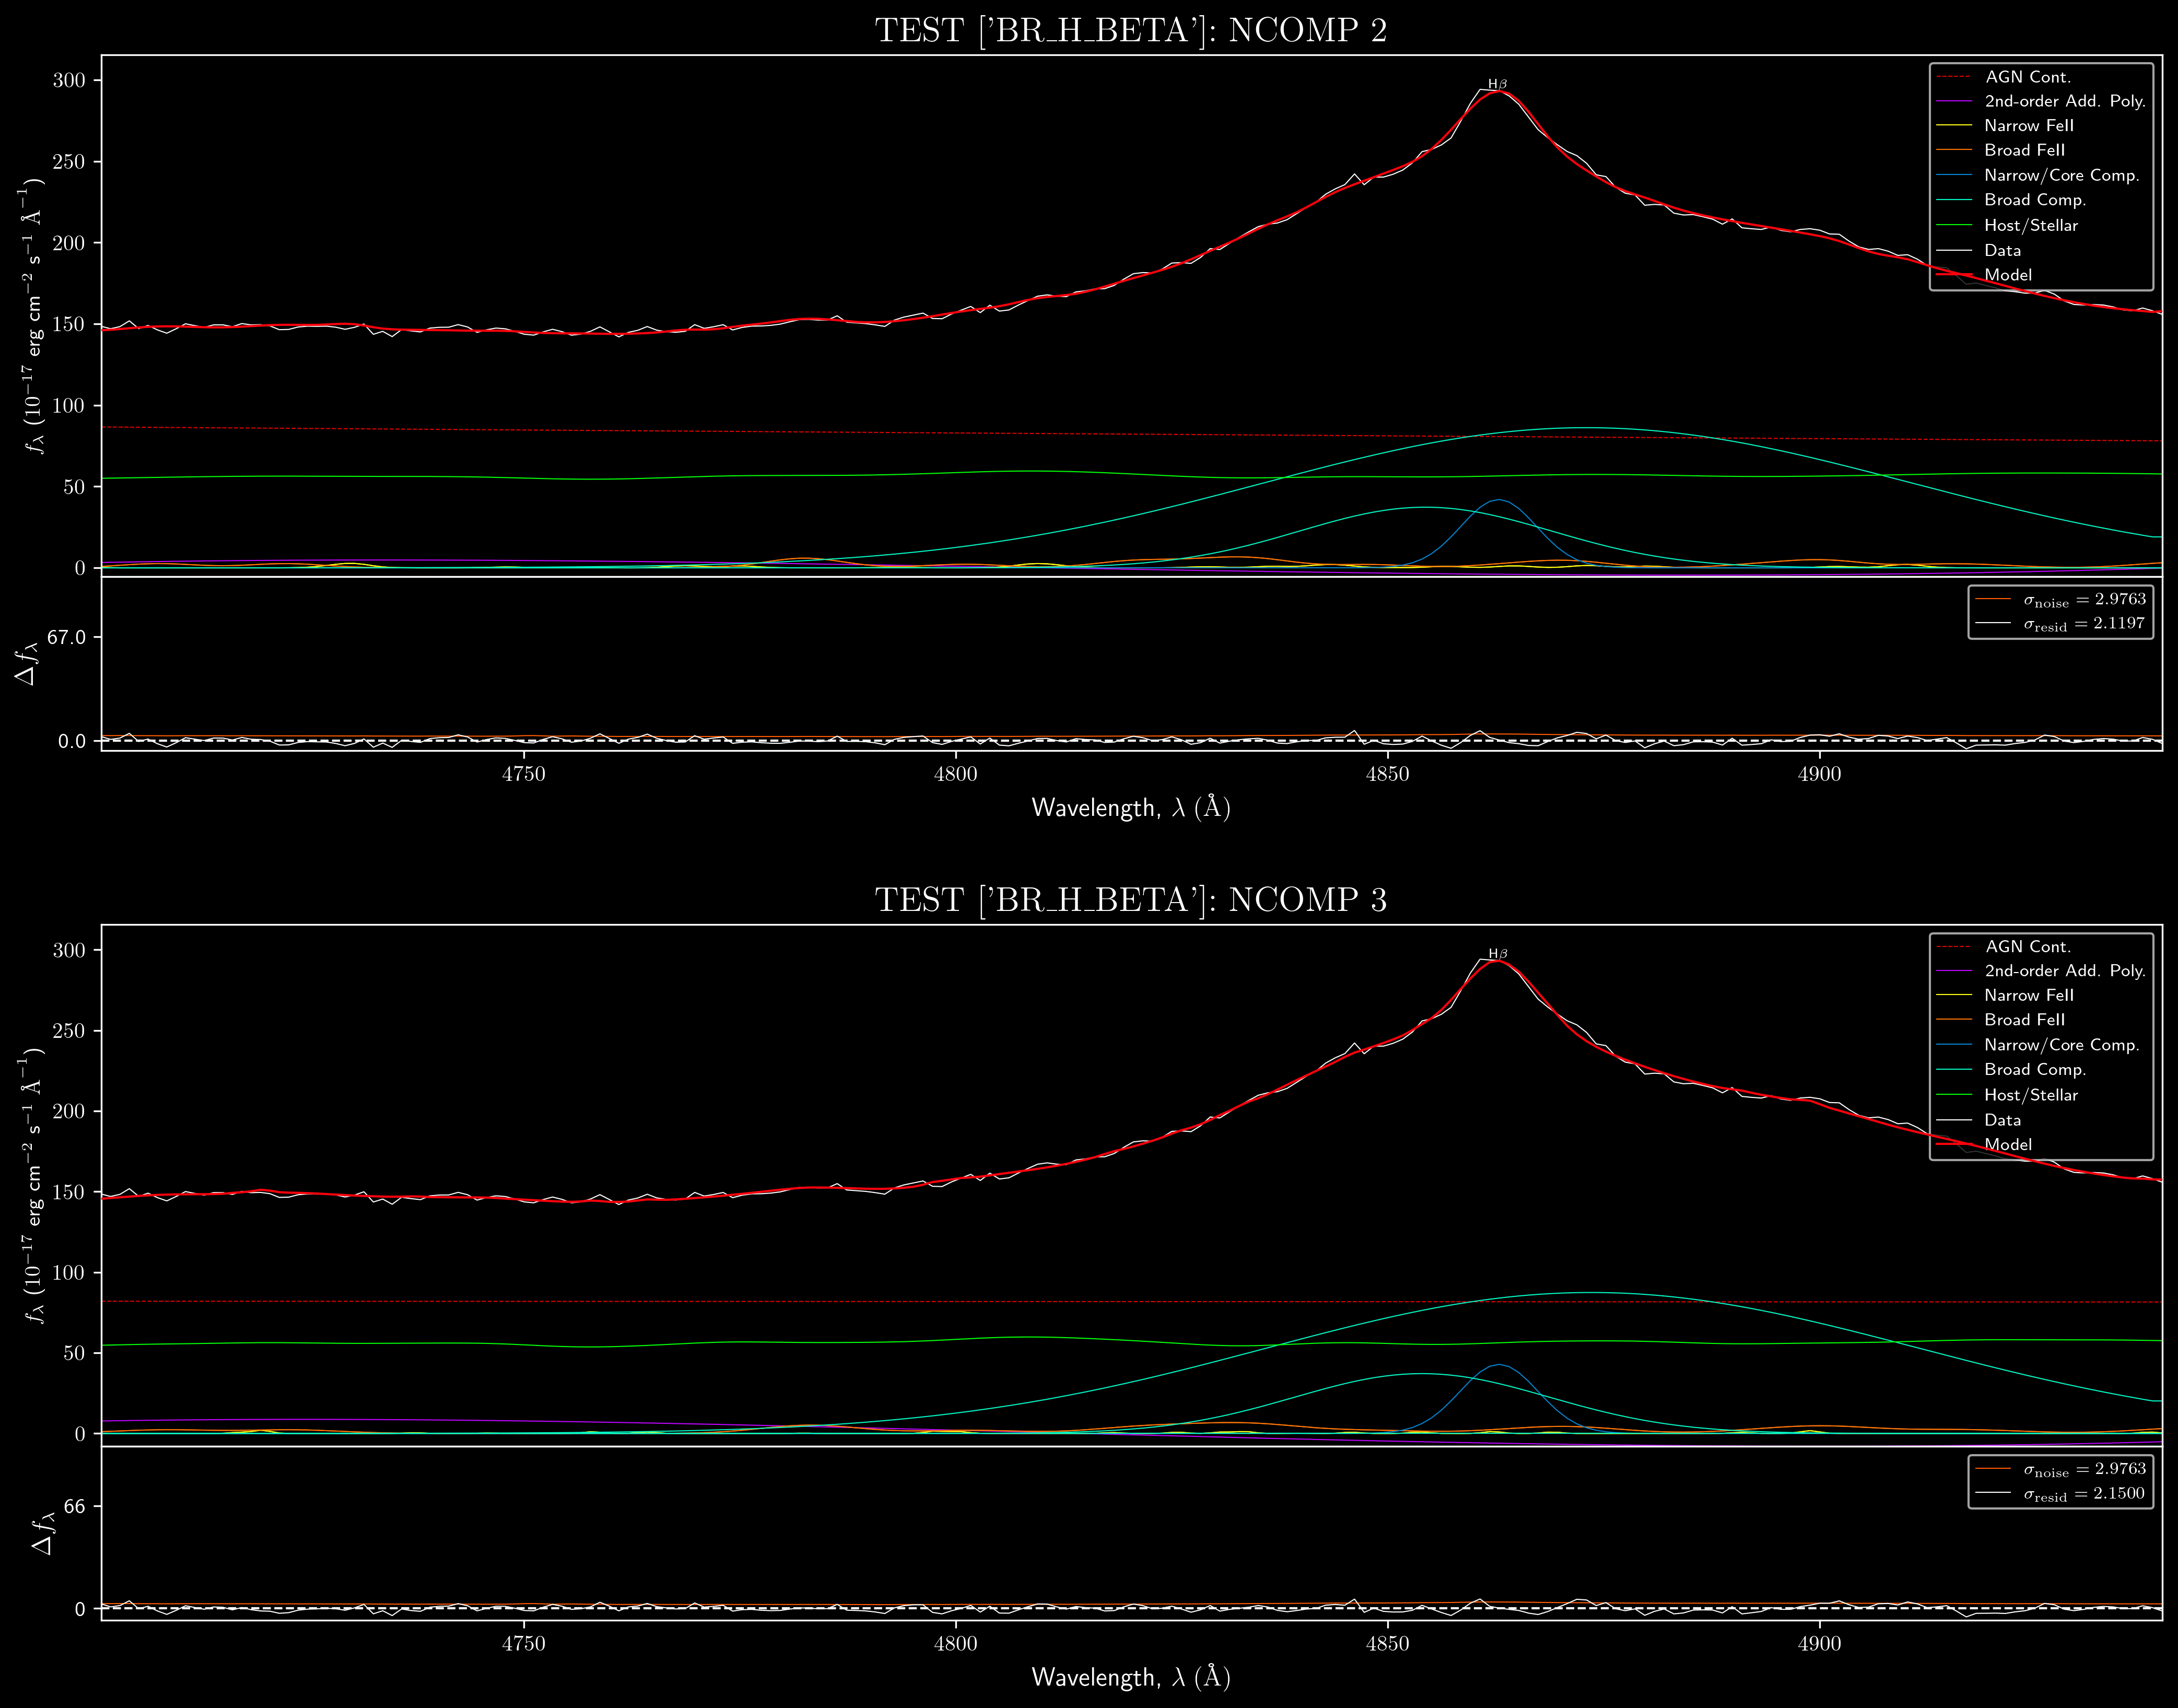 TEST ['BR_H_BETA']: NCOMP 2
300
250
200
150
100
50
0
f_λ (10^−17 erg cm^−2 s^−1 Å^−1)
Hβ
AGN Cont.
2nd-order Add. Poly.
Narrow FeII
Broad FeII
Narrow/Core Comp.
Broad Comp.
Host/Stellar
Data
Model
67.0
0.0
Δf_λ
σ_noise = 2.9763
σ_resid = 2.1197
4750 4800 4850 4900
Wavelength, λ (Å)
TEST ['BR_H_BETA']: NCOMP 3
300
250
200
150
100
50
0
f_λ (10^−17 erg cm^−2 s^−1 Å^−1)
Hβ
AGN Cont.
2nd-order Add. Poly.
Narrow FeII
Broad FeII
Narrow/Core Comp.
Broad Comp.
Host/Stellar
Data
Model
66
0
Δf_λ
σ_noise = 2.9763
σ_resid = 2.1500
4750 4800 4850 4900
Wavelength, λ (Å)